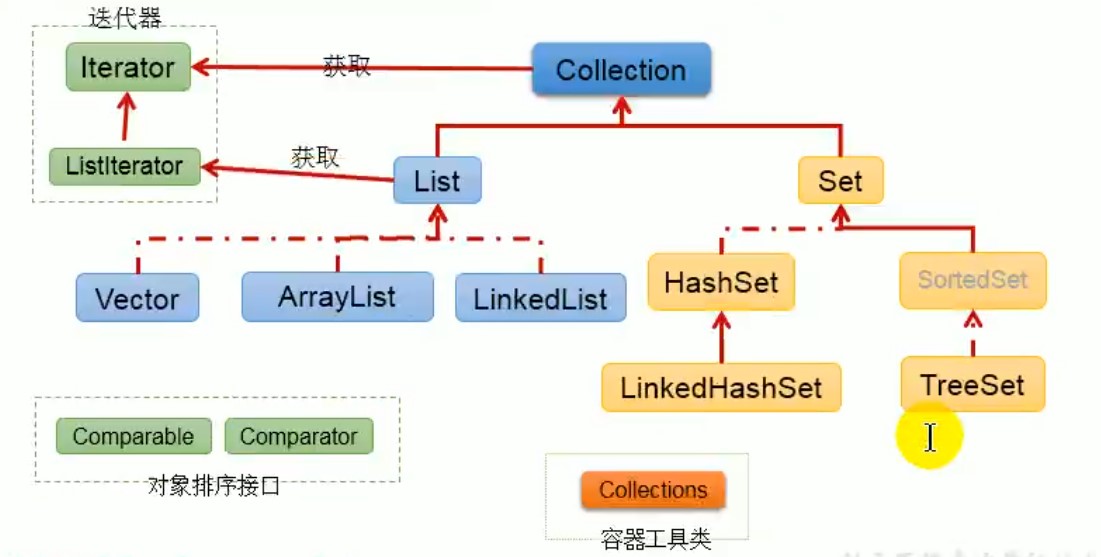 迭代器
Iterator
获取
Collection
ListIterator
获取
List
Set
Vector
ArrayList
LinkedList
HashSet
SortedSet
LinkedHashSet
TreeSet
Comparable
Comparator
对象排序接口
Collections
容器工具类